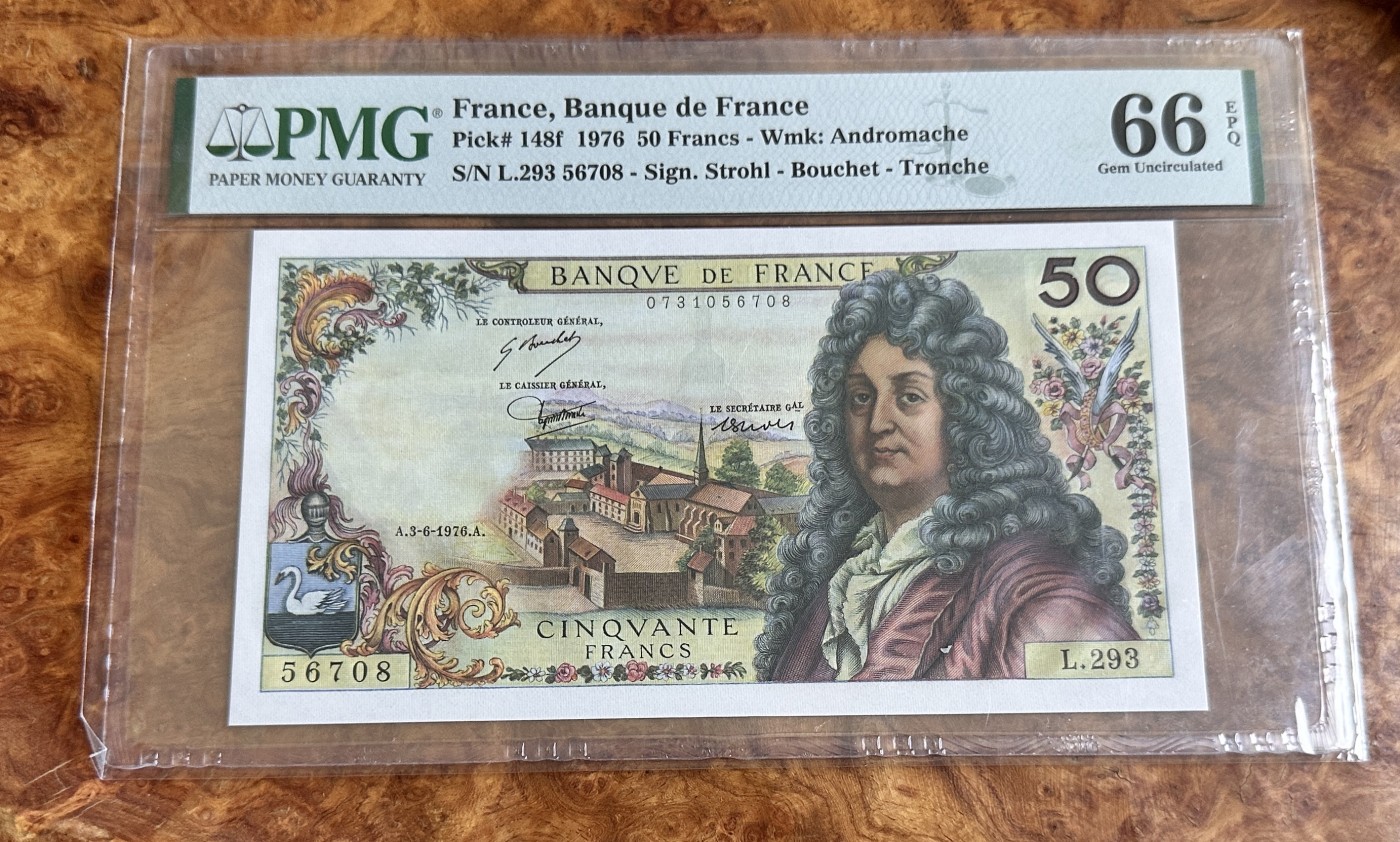 PMG®
PAPER MONEY GUARANTY
France, Banque de France
Pick# 148f 1976 50 Francs - Wmk: Andromache
S/N L.293 56708 - Sign. Strohl - Bouchet - Tronche
66 EPQ
Gem Uncirculated
BANQVE DE FRANCE
50
0731056708
LE CONTROLEUR GÉNÉRAL,
LE CAISSIER GÉNÉRAL,
LE SECRÉTAIRE GAL
A.3-6-1976.A.
CINQVANTE
FRANCS
56708
L.293